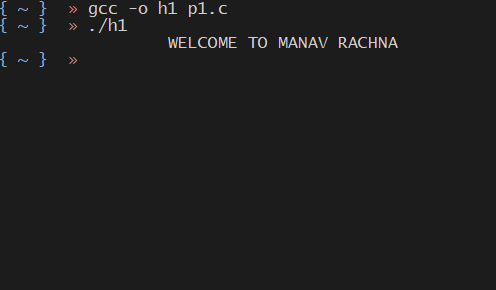 { ~ } » gcc -o h1 p1.c
{ ~ } » ./h1
WELCOME TO MANAV RACHNA
{ ~ } »